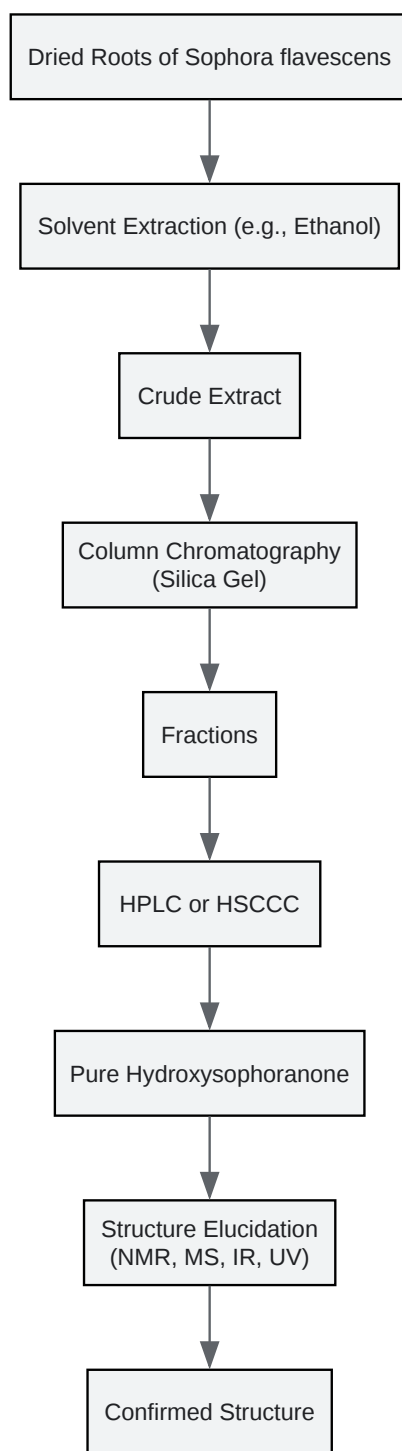 Dried Roots of Sophora flavescens
Solvent Extraction (e.g., Ethanol)
Crude Extract
Column Chromatography
(Silica Gel)
Fractions
HPLC or HSCCC
Pure Hydroxysophoranone
Structure Elucidation
(NMR, MS, IR, UV)
Confirmed Structure